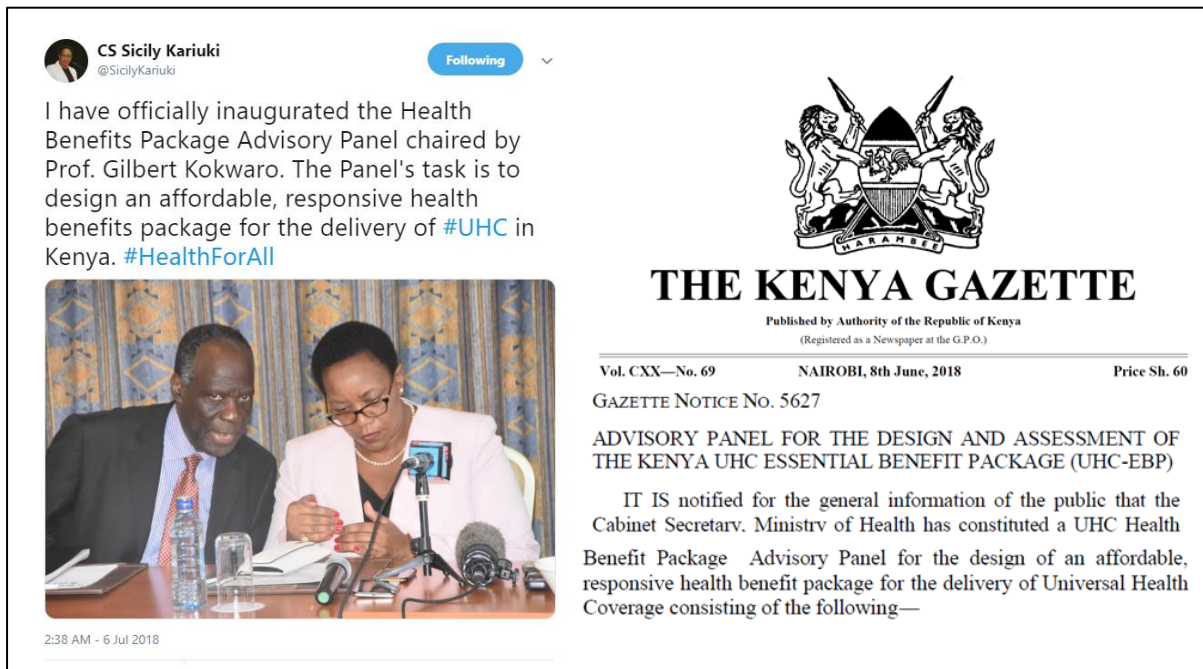 CS Sicily Kariuki
@SicilyKariuki
Following
I have officially inaugurated the Health
Benefits Package Advisory Panel chaired by
Prof. Gilbert Kokwaro. The Panel's task is to
design an affordable, responsive health
benefits package for the delivery of #UHC in
Kenya. #HealthForAll
2:38 AM - 6 Jul 2018
HARAMBEE
THE KENYA GAZETTE
Published by Authority of the Republic of Kenya
(Registered as a Newspaper at the G.P.O.)
Vol. CXX—No. 69 NAIROBI, 8th June, 2018 Price Sh. 60
GAZETTE NOTICE NO. 5627
ADVISORY PANEL FOR THE DESIGN AND ASSESSMENT OF
THE KENYA UHC ESSENTIAL BENEFIT PACKAGE (UHC-EBP)
IT IS notified for the general information of the public that the
Cabinet Secretary, Ministry of Health has constituted a UHC Health
Benefit Package Advisory Panel for the design of an affordable,
responsive health benefit package for the delivery of Universal Health
Coverage consisting of the following—